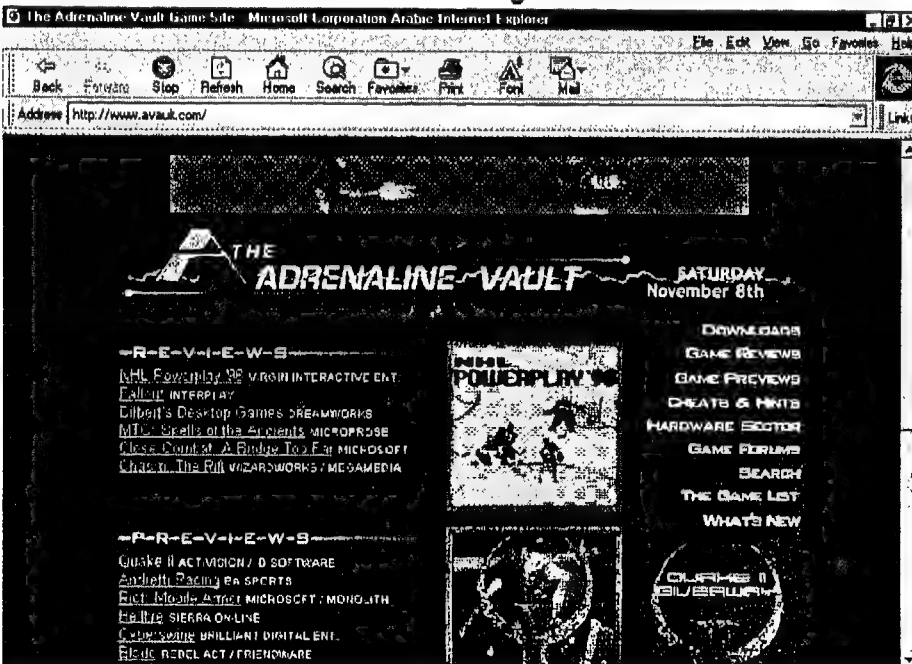 The Adrenaline Vault Game Site - Microsoft Corporation Arabic Internet Explorer
File Edit View Go Favorites Help
Back Forward Stop Refresh Home Search Favorites Print Font Mail
Address http://www.avault.com/ Links
THE
ADRENALINE VAULT
SATURDAY
November 8th
DOWNLOADS
GAME REVIEWS
GAME PREVIEWS
CHEATS & HINTS
HARDWARE SECTOR
GAME FORUMS
SEARCH
THE GAME LIST
WHAT'S NEW
-R-E-V-I-E-W-S-
NHL Powerplay '98 VIRGIN INTERACTIVE ENT.
Fallout INTERPLAY
Dilbert's Desktop Games DREAMWORKS
MTG: Spells of the Ancients MICROPROSE
Close Combat: A Bridge Too Far MICROSOFT
Chasm: The Rift WIZARDWORKS / MEGAMEDIA
NHL
POWERPLAY '98
-P-R-E-V-I-E-W-S-
Quake II ACTIVISION / ID SOFTWARE
Andretti Racing EA SPORTS
Riot: Mobile Armor MICROSOFT / MONOLITH
Hellfire SIERRA ON-LINE
Cyberswine BRILLIANT DIGITAL ENT.
Blade REBEL ACT / FRIENDWARE
QUAKE II
GIVEAWAY